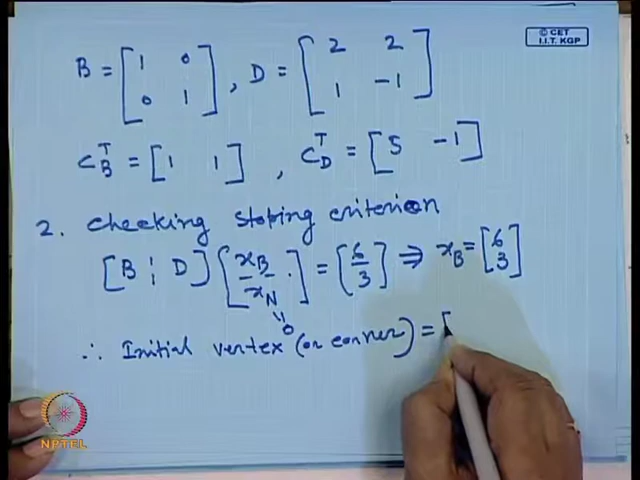 © CET
I.I.T. KGP
B = [1 0; 0 1], D = [2 2; 1 -1]
C_B^T = [1 1], C_D^T = [5 -1]
2. checking stoping criterion
[B ⋮ D] [x_B; x_N] = [6; 3] ⇒ x_B = [6; 3]
= 0
∴ Initial vertex (or corner) = [
NPTEL